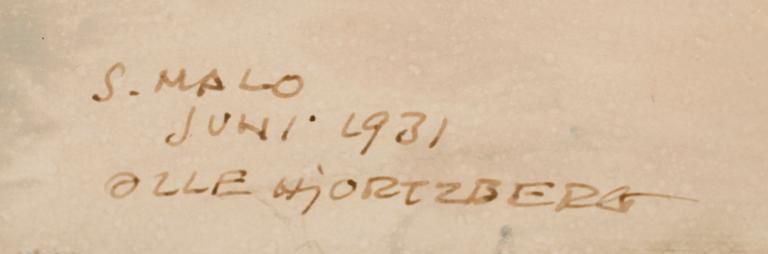 S. MALO
JUNI 1931
OLLE HJORTZBERG